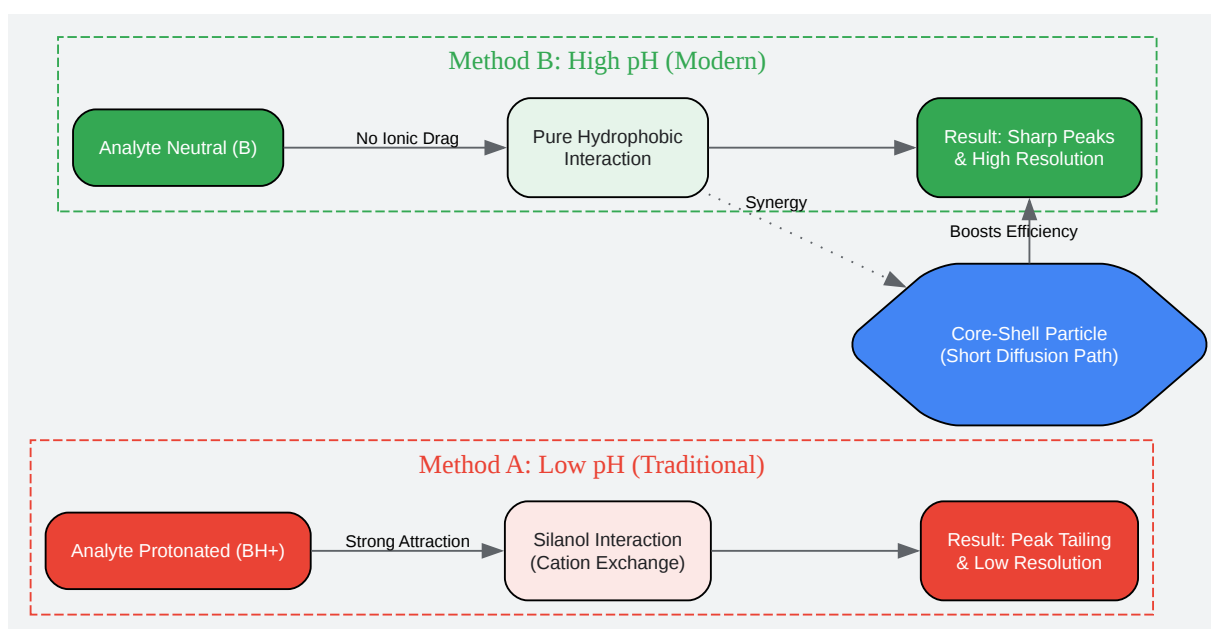 Method B: High pH (Modern)
Analyte Neutral (B)
No Ionic Drag
Pure Hydrophobic
Interaction
Result: Sharp Peaks
& High Resolution
Synergy
Boosts Efficiency
Core-Shell Particle
(Short Diffusion Path)
Method A: Low pH (Traditional)
Analyte Protonated (BH+)
Strong Attraction
Silanol Interaction
(Cation Exchange)
Result: Peak Tailing
& Low Resolution